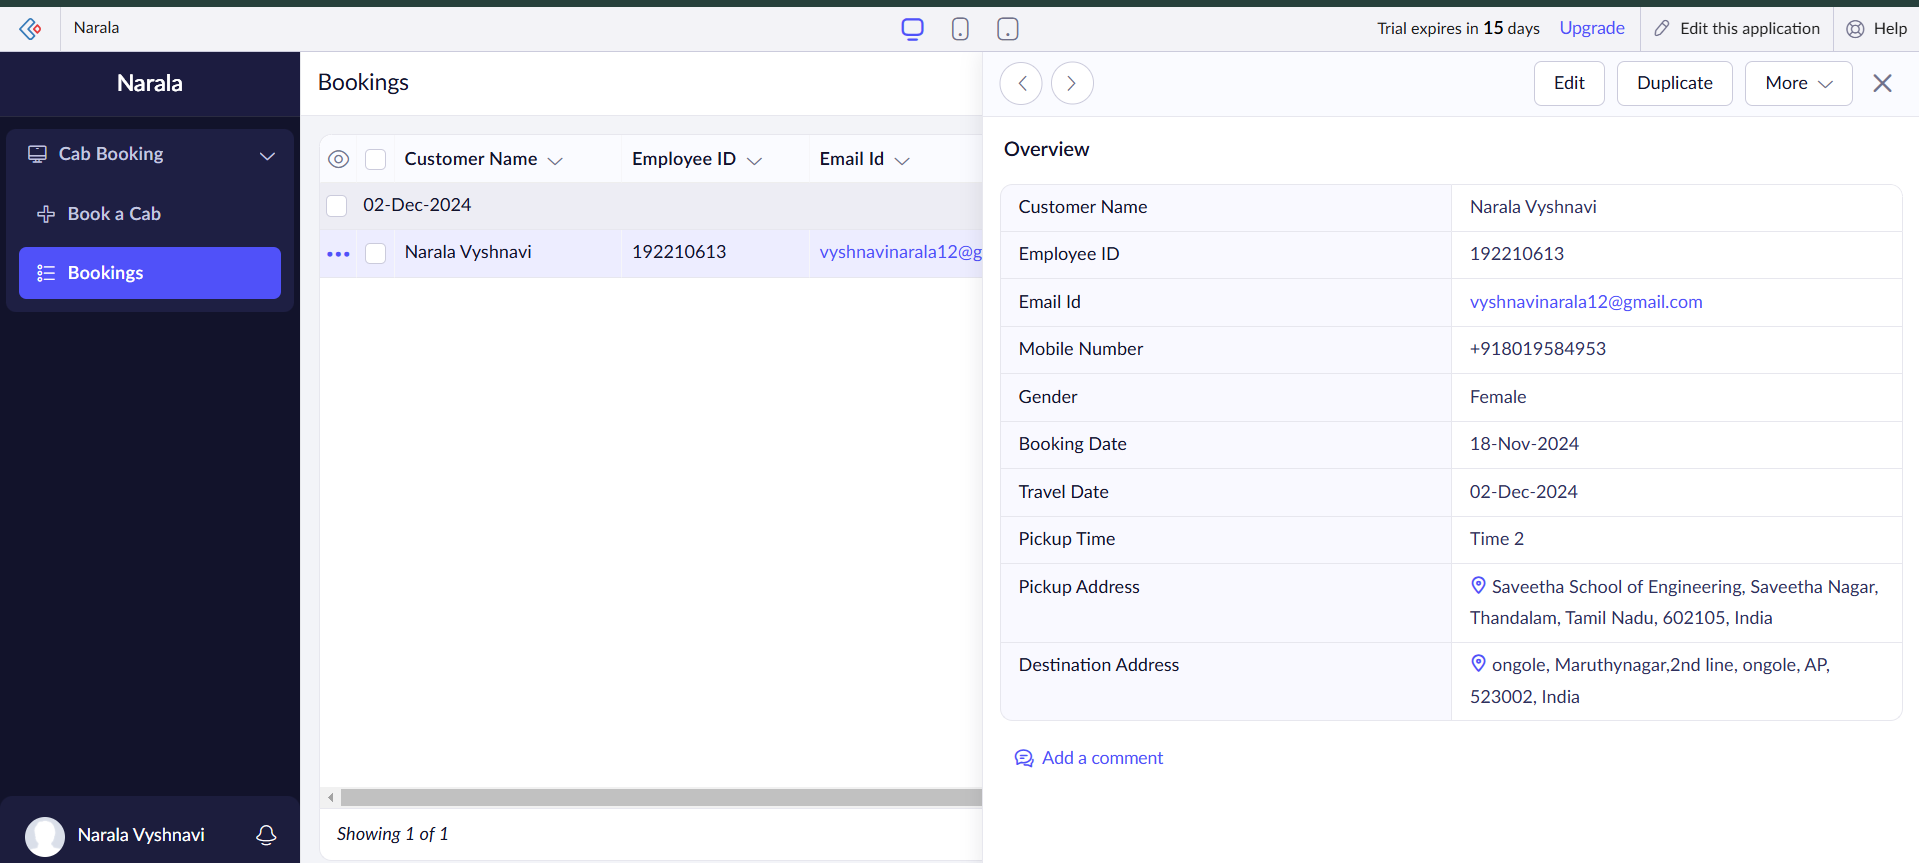 Narala
Trial expires in 15 days Upgrade Edit this application Help
Narala
Cab Booking
Book a Cab
Bookings
Narala Vyshnavi
Bookings
Customer Name Employee ID Email Id
02-Dec-2024
Narala Vyshnavi 192210613 vyshnavinarala12@g
Showing 1 of 1
Edit Duplicate More
Overview
Customer Name Narala Vyshnavi
Employee ID 192210613
Email Id vyshnavinarala12@gmail.com
Mobile Number +918019584953
Gender Female
Booking Date 18-Nov-2024
Travel Date 02-Dec-2024
Pickup Time Time 2
Pickup Address Saveetha School of Engineering, Saveetha Nagar,
Thandalam, Tamil Nadu, 602105, India
Destination Address ongole, Maruthynagar,2nd line, ongole, AP,
523002, India
Add a comment